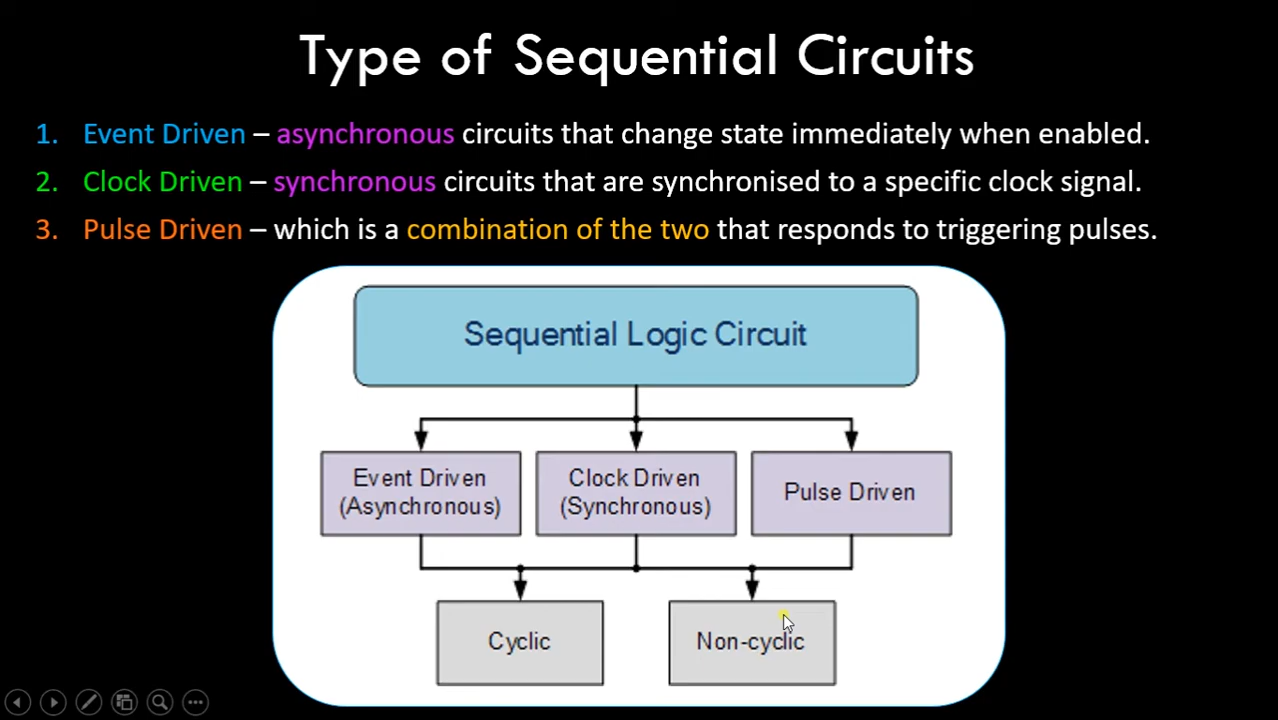 Type of Sequential Circuits
1. Event Driven – asynchronous circuits that change state immediately when enabled.
2. Clock Driven – synchronous circuits that are synchronised to a specific clock signal.
3. Pulse Driven – which is a combination of the two that responds to triggering pulses.
Sequential Logic Circuit
Event Driven
(Asynchronous)
Clock Driven
(Synchronous)
Pulse Driven
Cyclic
Non-cyclic